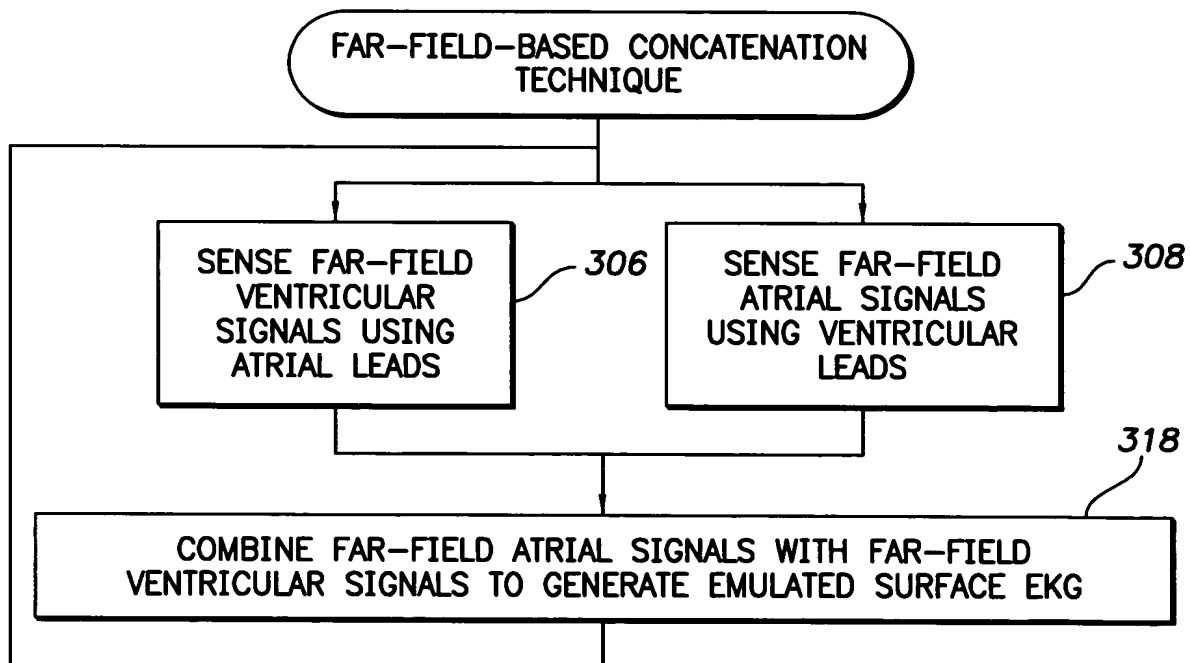 FAR-FIELD-BASED CONCATENATION
TECHNIQUE
SENSE FAR-FIELD
VENTRICULAR
SIGNALS USING
ATRIAL LEADS
306
SENSE FAR-FIELD
ATRIAL SIGNALS
USING VENTRICULAR
LEADS
308
318
COMBINE FAR-FIELD ATRIAL SIGNALS WITH FAR-FIELD
VENTRICULAR SIGNALS TO GENERATE EMULATED SURFACE EKG